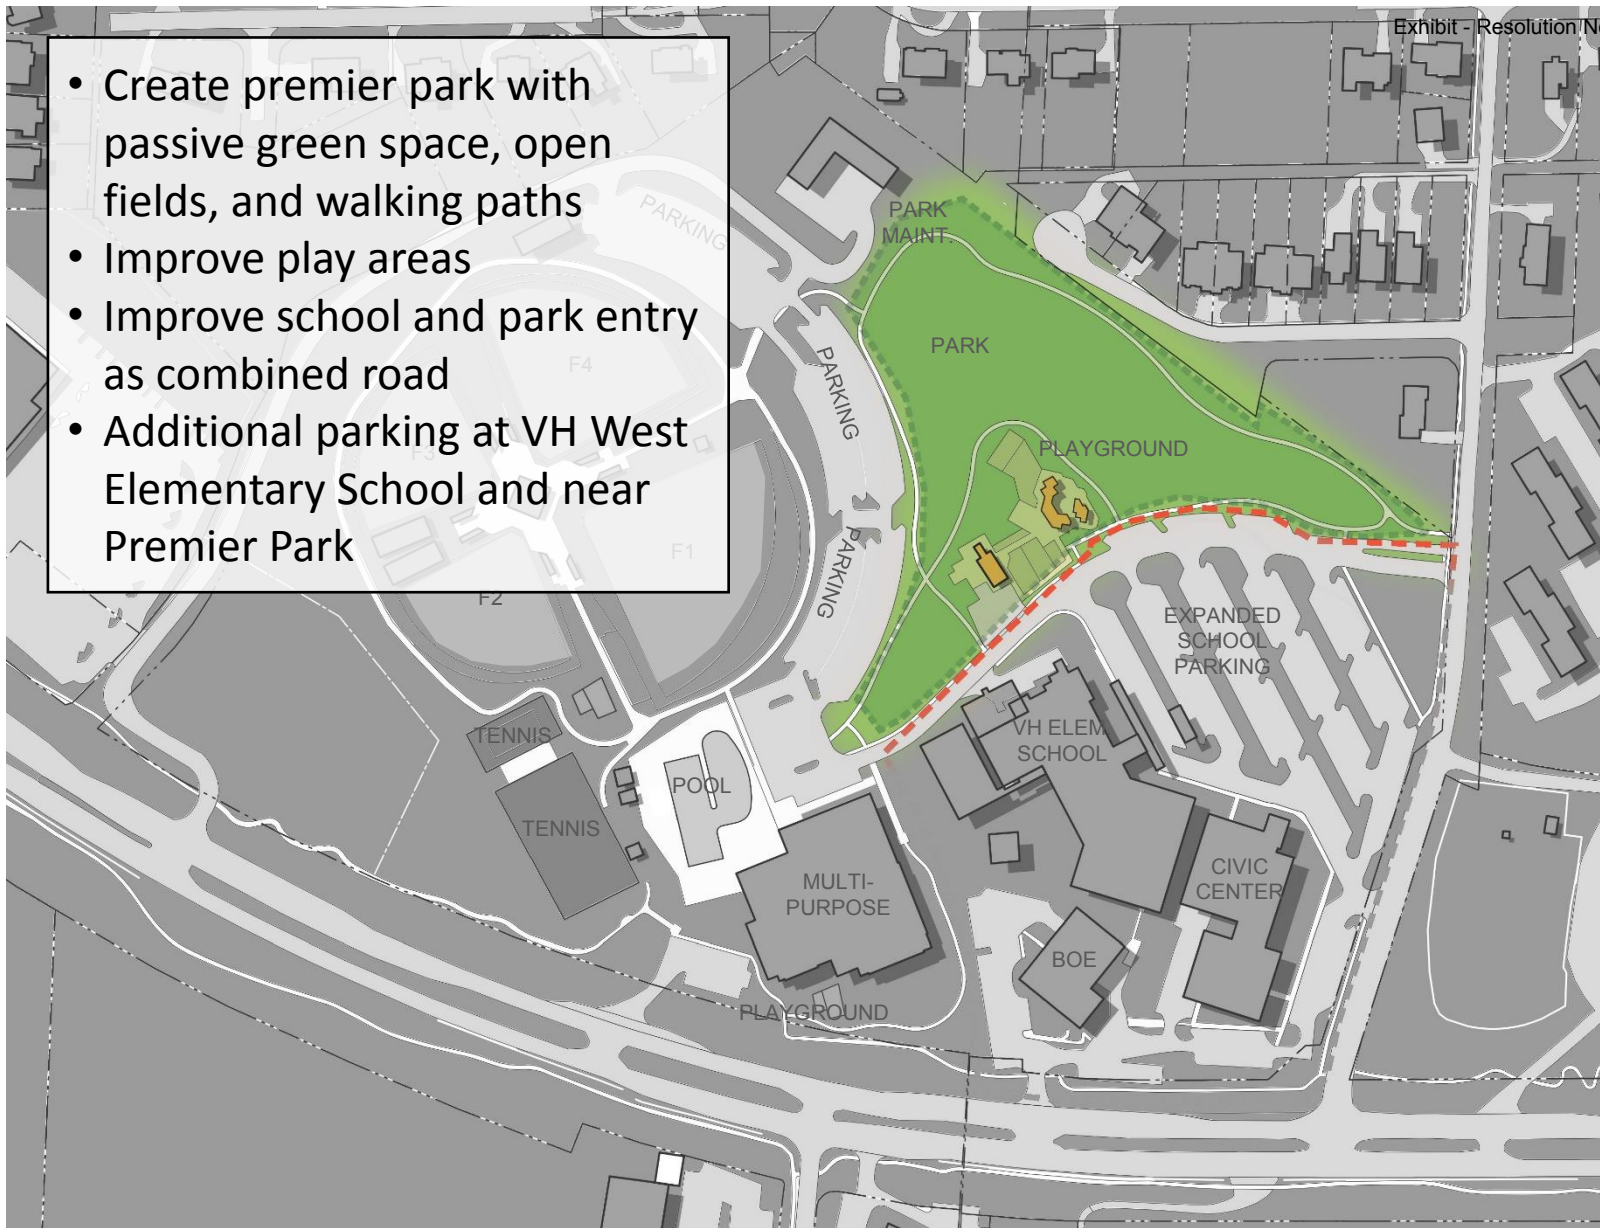 Exhibit - Resolution No
• Create premier park with
passive green space, open
fields, and walking paths
• Improve play areas
• Improve school and park entry
as combined road
• Additional parking at VH West
Elementary School and near
Premier Park
PARKING
F4
F3
F1
F2
PARK
MAINT.
PARK
PARKING
PLAYGROUND
PARKING
EXPANDED
SCHOOL
PARKING
TENNIS
VH ELEM
SCHOOL
POOL
TENNIS
MULTI-
PURPOSE
CIVIC
CENTER
BOE
PLAYGROUND